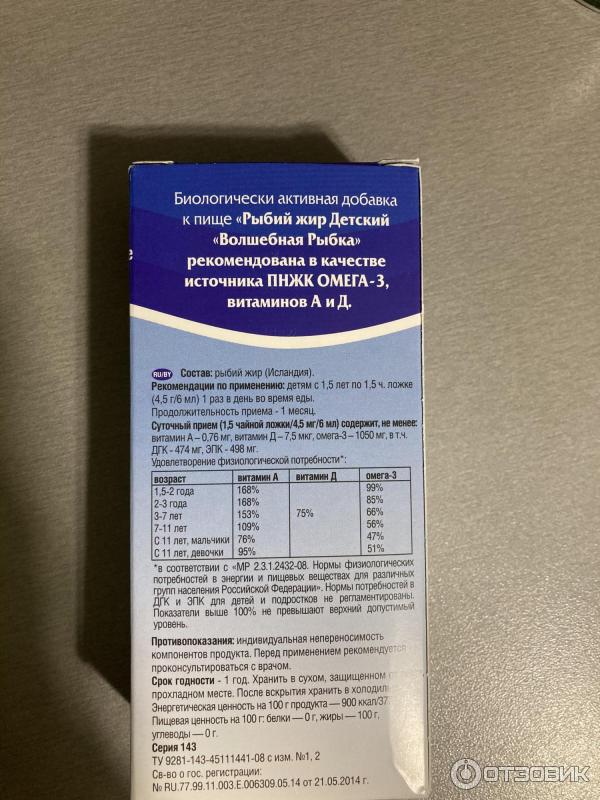 Биологически активная добавка
к пище «Рыбий жир Детский
«Волшебная Рыбка»
рекомендована в качестве
источника ПНЖК ОМЕГА-3,
витаминов А и Д.
е
RU/BY Состав: рыбий жир (Исландия).
Рекомендации по применению: детям с 1,5 лет по 1,5 ч. ложке
(4,5 г/6 мл) 1 раз в день во время еды.
Продолжительность приема - 1 месяц.
Суточный прием (1,5 чайной ложки/4,5 мг/6 мл) содержит, не менее:
витамин А – 0,76 мг, витамин Д – 7,5 мкг, омега-3 – 1050 мг, в т.ч.
ДГК - 474 мг, ЭПК - 498 мг.
Удовлетворение физиологической потребности*:
возраст витамин А витамин Д омега-3
1,5-2 года 168% 99%
2-3 года 168% 85%
3-7 лет 153% 75% 66%
7-11 лет 109% 56%
С 11 лет, мальчики 76% 47%
С 11 лет, девочки 95% 51%
*в соответствии с «МР 2.3.1.2432-08. Нормы физиологических
потребностей в энергии и пищевых веществах для различных
групп населения Российской Федерации». Нормы потребностей в
ДГК и ЭПК для детей и подростков не регламентированы.
Показатели выше 100% не превышают верхний допустимый
уровень.
Противопоказания: индивидуальная непереносимость
компонентов продукта. Перед применением рекомендуется
проконсультироваться с врачом.
Срок годности - 1 год. Хранить в сухом, защищенном
прохладном месте. После вскрытия хранить в холодиль
Энергетическая ценность на 100 г продукта – 900 ккал/37
Пищевая ценность на 100 г: белки – 0 г, жиры – 100 г,
углеводы – 0 г.
Серия 143
ТУ 9281-143-45111441-08 с изм. №1, 2
Св-во о гос. регистрации:
№ RU.77.99.11.003.Е.006309.05.14 от 21.05.2014 г.
ОТЗОВИК